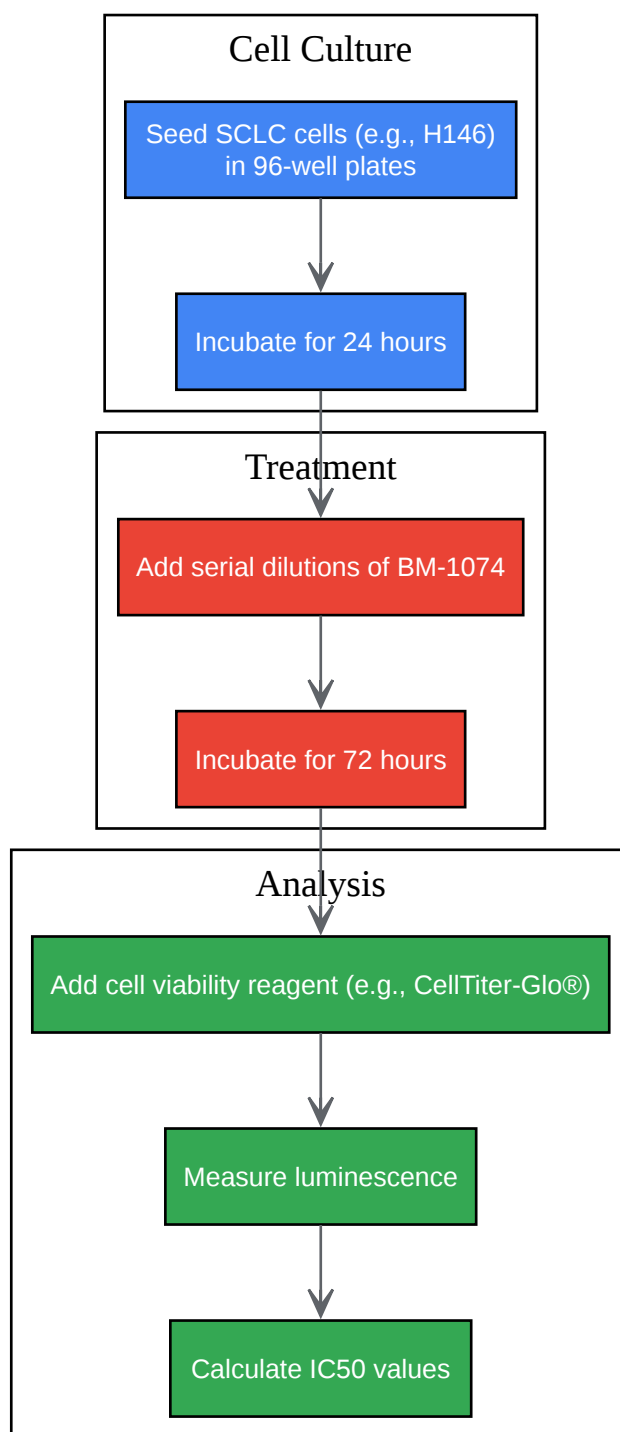 Cell Culture
Seed SCLC cells (e.g., H146)
in 96-well plates
Incubate for 24 hours
Treatment
Add serial dilutions of BM-1074
Incubate for 72 hours
Analysis
Add cell viability reagent (e.g., CellTiter-Glo®)
Measure luminescence
Calculate IC50 values